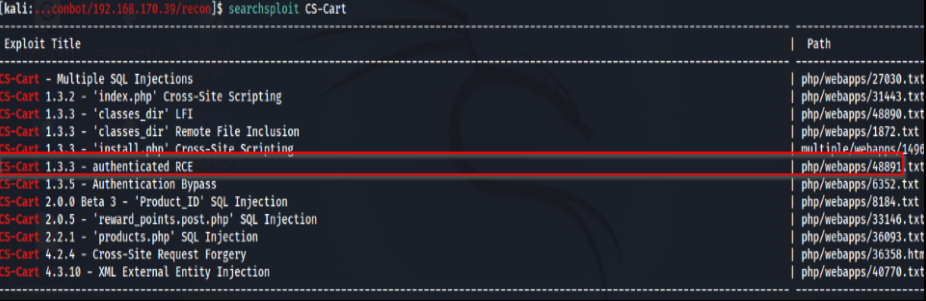 [kali:...conbot/192.168.170.39/recon]$ searchsploit CS-Cart
Exploit Title | Path
CS-Cart - Multiple SQL Injections | php/webapps/27030.txt
CS-Cart 1.3.2 - 'index.php' Cross-Site Scripting | php/webapps/31443.txt
CS-Cart 1.3.3 - 'classes_dir' LFI | php/webapps/48890.txt
CS-Cart 1.3.3 - 'classes_dir' Remote File Inclusion | php/webapps/1872.txt
CS-Cart 1.3.3 - 'install.php' Cross-Site Scripting | multiple/webapps/1496
CS-Cart 1.3.3 - authenticated RCE | php/webapps/48891.txt
CS-Cart 1.3.5 - Authentication Bypass | php/webapps/6352.txt
CS-Cart 2.0.0 Beta 3 - 'Product_ID' SQL Injection | php/webapps/8184.txt
CS-Cart 2.0.5 - 'reward_points.post.php' SQL Injection | php/webapps/33146.txt
CS-Cart 2.2.1 - 'products.php' SQL Injection | php/webapps/36093.txt
CS-Cart 4.2.4 - Cross-Site Request Forgery | php/webapps/36358.htm
CS-Cart 4.3.10 - XML External Entity Injection | php/webapps/40770.txt